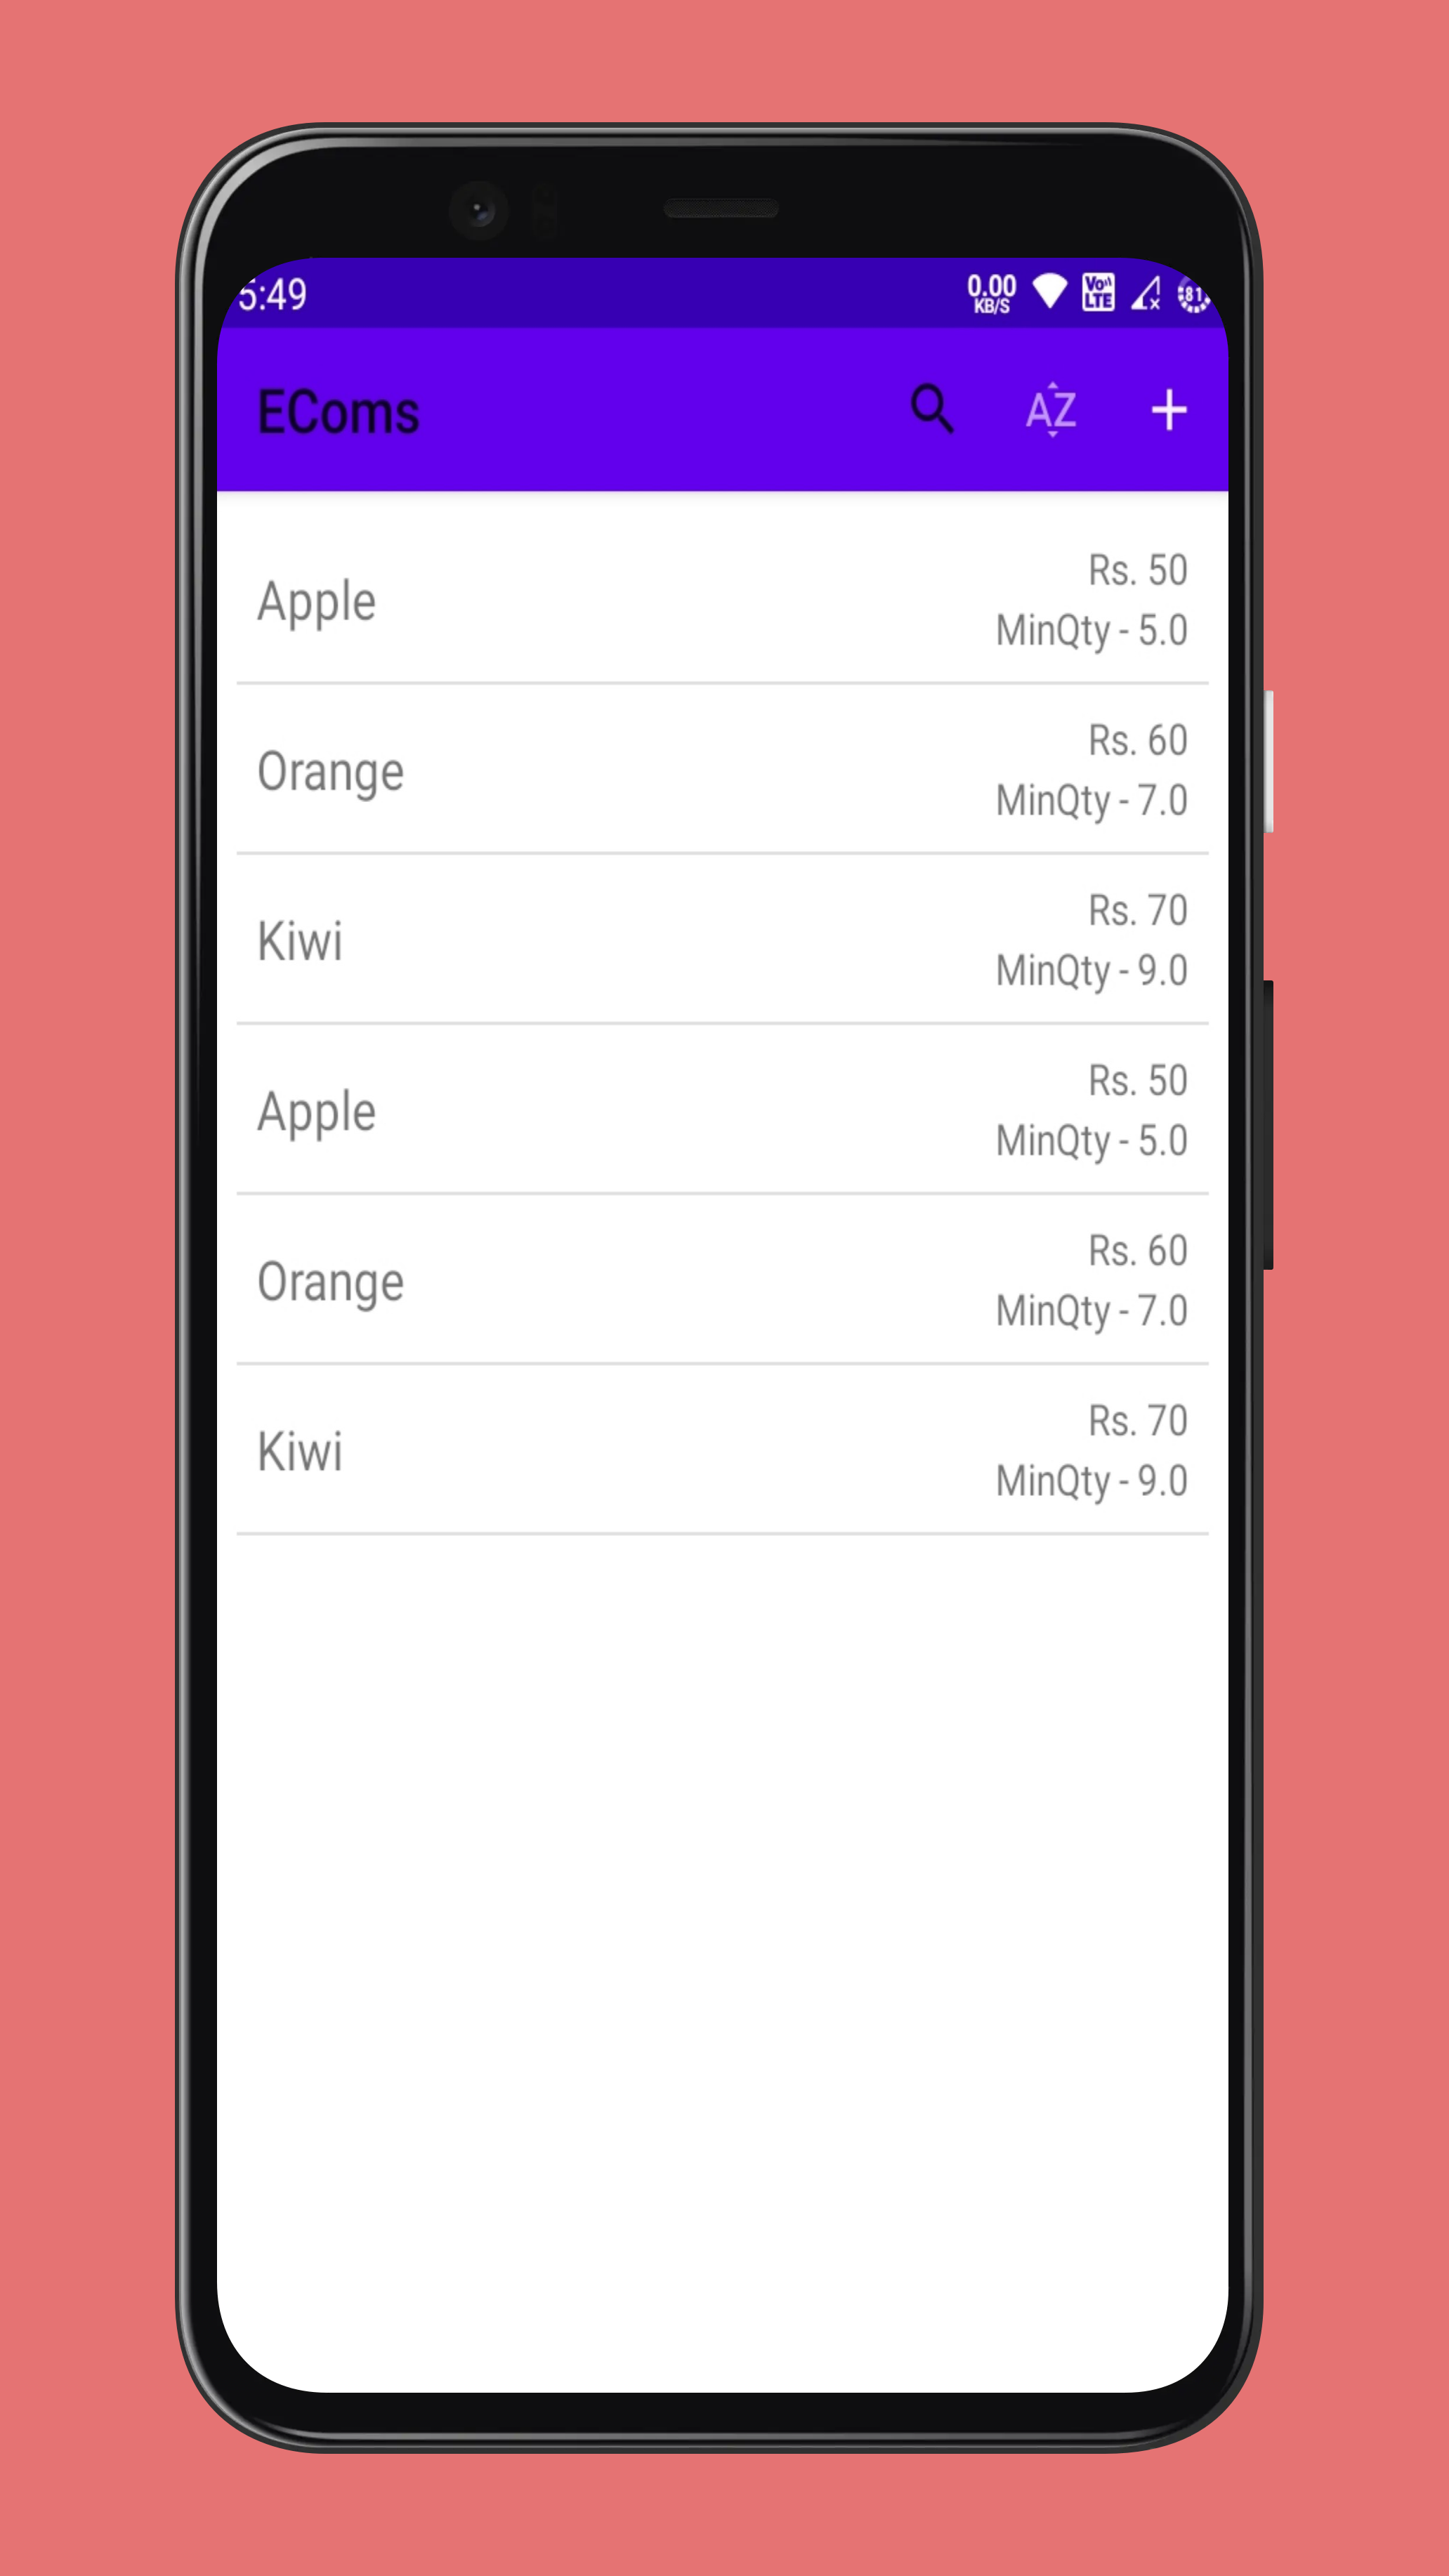 5:49
0.00
KB/S
Vo
LTE
81
EComs
AZ
Apple
Rs. 50
MinQty - 5.0
Orange
Rs. 60
MinQty - 7.0
Kiwi
Rs. 70
MinQty - 9.0
Apple
Rs. 50
MinQty - 5.0
Orange
Rs. 60
MinQty - 7.0
Kiwi
Rs. 70
MinQty - 9.0